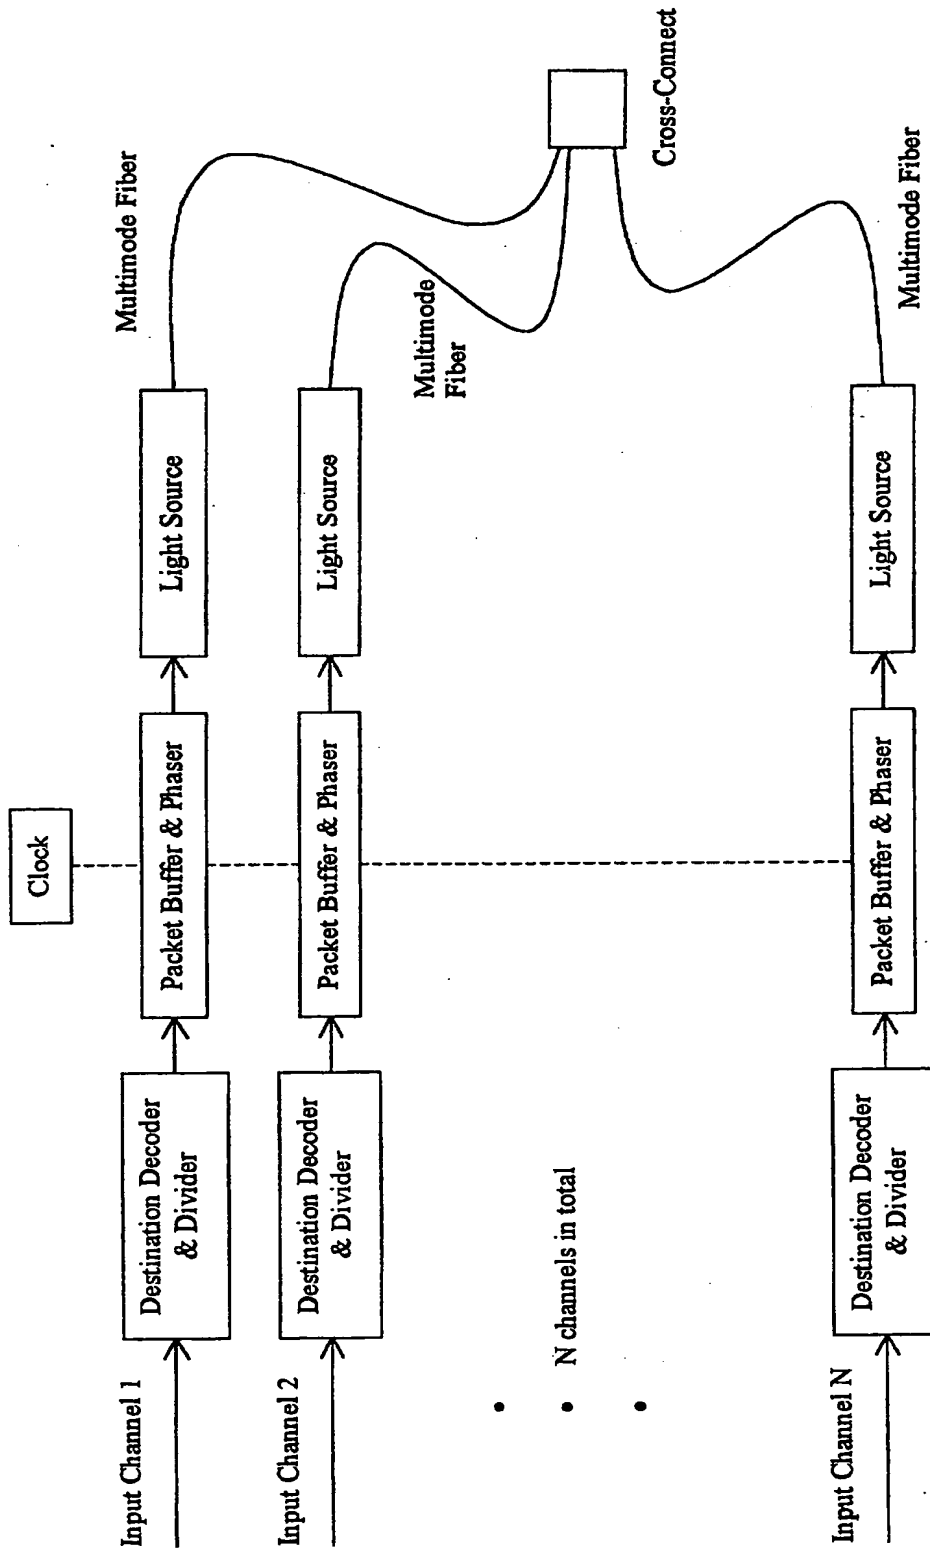 Clock
Input Channel 1
Destination Decoder
& Divider
Packet Buffer & Phaser
Light Source
Multimode Fiber
Input Channel 2
Destination Decoder
& Divider
Packet Buffer & Phaser
Light Source
Multimode
Fiber
Cross-Connect
N channels in total
Input Channel N
Destination Decoder
& Divider
Packet Buffer & Phaser
Light Source
Multimode Fiber